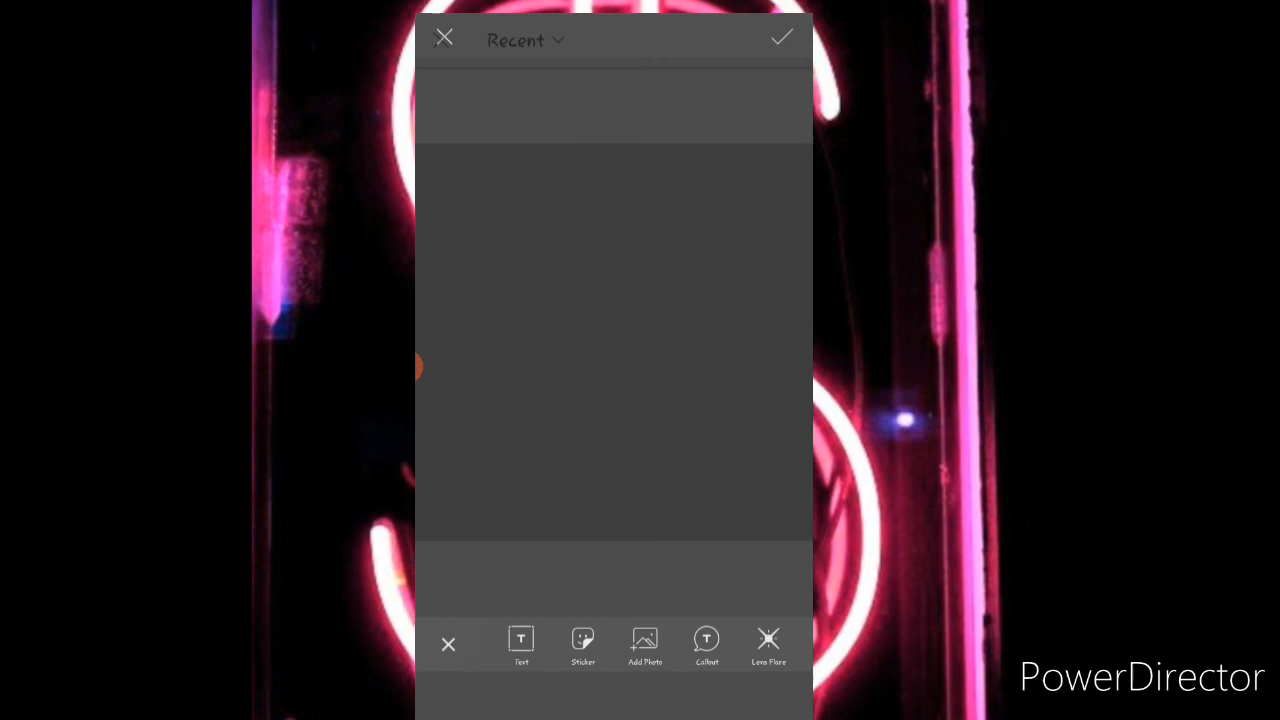 Recent
T
T
Text
Sticker
Add Photo
Callout
Lens Flare
PowerDirector